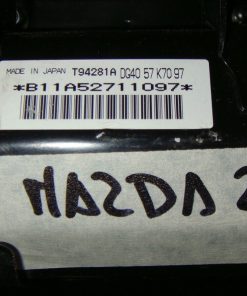 MADE IN JAPAN T94281A DG40 57 K70 97
*B11A52711097*
MAZDA 2